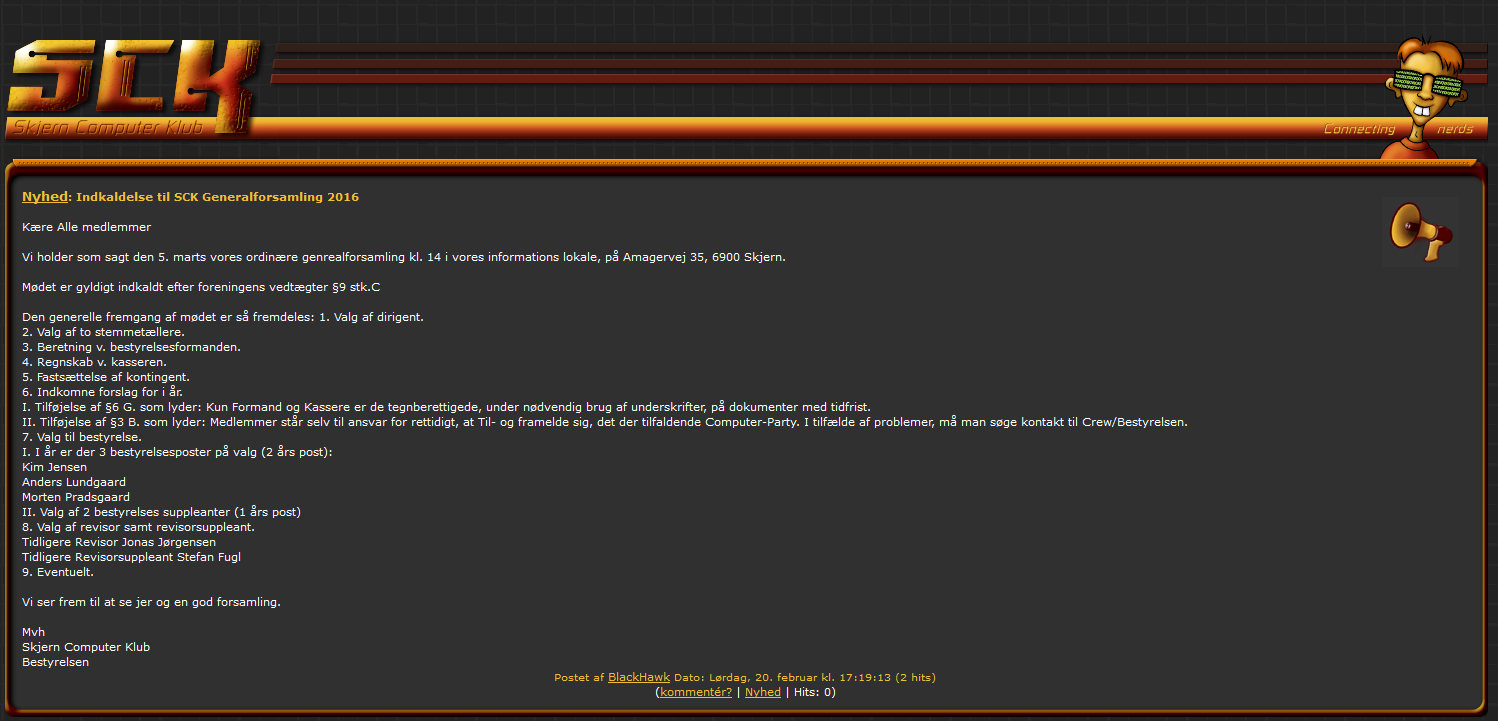 SCK
Skjern Computer Klub
Connecting nerds
Nyhed: Indkaldelse til SCK Generalforsamling 2016
Kære Alle medlemmer
Vi holder som sagt den 5. marts vores ordinære genrealforsamling kl. 14 i vores informations lokale, på Amagervej 35, 6900 Skjern.
Mødet er gyldigt indkaldt efter foreningens vedtægter §9 stk.C
Den generelle fremgang af mødet er så fremdeles: 1. Valg af dirigent.
2. Valg af to stemmetællere.
3. Beretning v. bestyrelsesformanden.
4. Regnskab v. kasseren.
5. Fastsættelse af kontingent.
6. Indkomne forslag for i år.
I. Tilføjelse af §6 G. som lyder: Kun Formand og Kassere er de tegnberettigede, under nødvendig brug af underskrifter, på dokumenter med tidfrist.
II. Tilføjelse af §3 B. som lyder: Medlemmer står selv til ansvar for rettidigt, at Til- og framelde sig, det der tilfaldende Computer-Party. I tilfælde af problemer, må man søge kontakt til Crew/Bestyrelsen.
7. Valg til bestyrelse.
I. I år er der 3 bestyrelsesposter på valg (2 års post):
Kim Jensen
Anders Lundgaard
Morten Pradsgaard
II. Valg af 2 bestyrelses suppleanter (1 års post)
8. Valg af revisor samt revisorsuppleant.
Tidligere Revisor Jonas Jørgensen
Tidligere Revisorsuppleant Stefan Fugl
9. Eventuelt.
Vi ser frem til at se jer og en god forsamling.
Mvh
Skjern Computer Klub
Bestyrelsen
Postet af BlackHawk Dato: Lørdag, 20. februar kl. 17:19:13 (2 hits)
(kommentér? | Nyhed | Hits: 0)